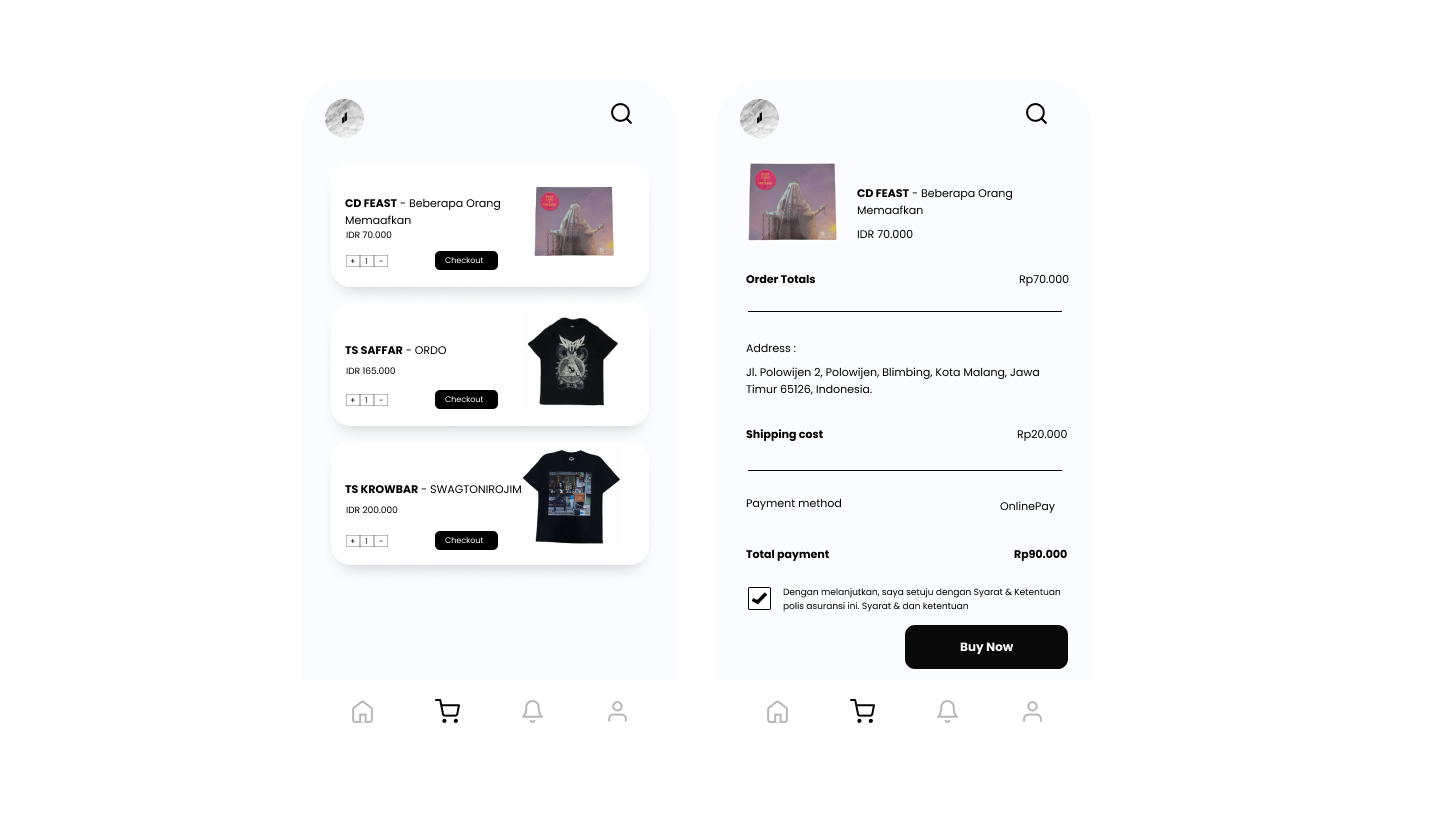 CD FEAST - Beberapa Orang
Memaafkan
IDR 70.000
+ 1 -
Checkout
TS SAFFAR - ORDO
IDR 165.000
+ 1 -
Checkout
TS KROWBAR - SWAGTONIROJIM
IDR 200.000
+ 1 -
Checkout
CD FEAST - Beberapa Orang
Memaafkan
IDR 70.000
Order Totals
Rp70.000
Address :
Jl. Polowijen 2, Polowijen, Blimbing, Kota Malang, Jawa
Timur 65126, Indonesia.
Shipping cost
Rp20.000
Payment method
OnlinePay
Total payment
Rp90.000
Dengan melanjutkan, saya setuju dengan Syarat & Ketentuan
polis asuransi ini. Syarat & dan ketentuan
Buy Now